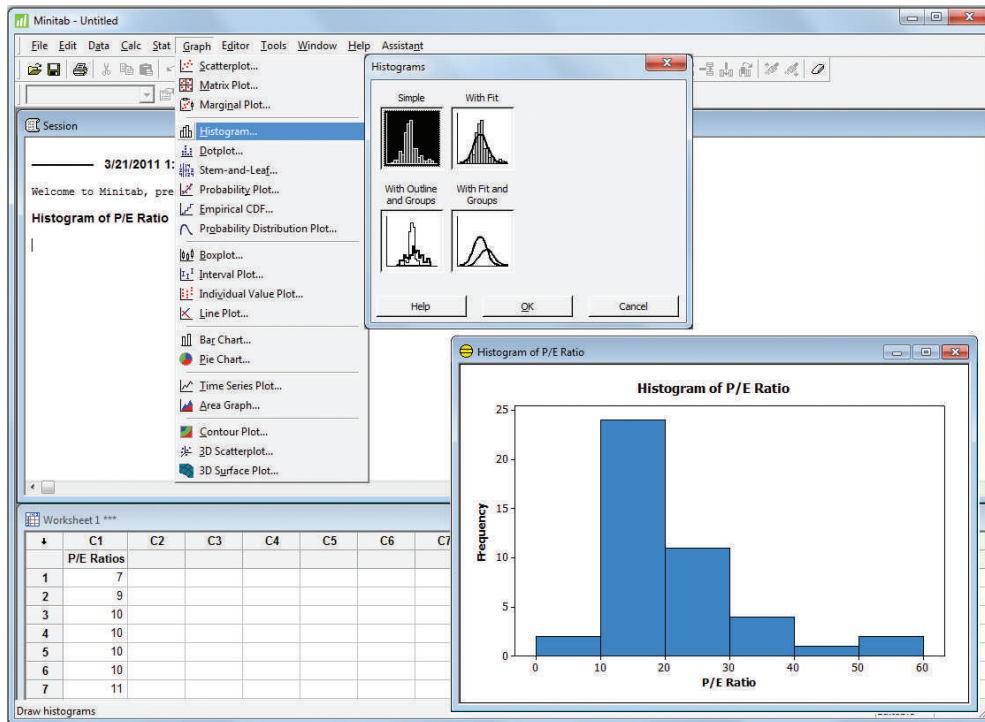 Minitab - Untitled
File Edit Data Calc Stat Graph Editor Tools Window Help Assistant
Scatterplot...
Matrix Plot...
Marginal Plot...
Histogram...
Dotplot...
Stem-and-Leaf...
Probability Plot...
Empirical CDF...
Probability Distribution Plot...
Boxplot...
Interval Plot...
Individual Value Plot...
Line Plot...
Bar Chart...
Pie Chart...
Time Series Plot...
Area Graph...
Contour Plot...
3D Scatterplot...
3D Surface Plot...
Session
3/21/2011 1:
Welcome to Minitab, pre
Histogram of P/E Ratio
Histograms
Simple With Fit
With Outline and Groups
With Fit and Groups
Help OK Cancel
Histogram of P/E Ratio
Histogram of P/E Ratio
Frequency
25
20
15
10
5
0
0 10 20 30 40 50 60
P/E Ratio
Worksheet 1 ***
C1 C2 C3 C4 C5 C6 C7
P/E Ratios
1 7
2 9
3 10
4 10
5 10
6 10
7 11
Draw histograms